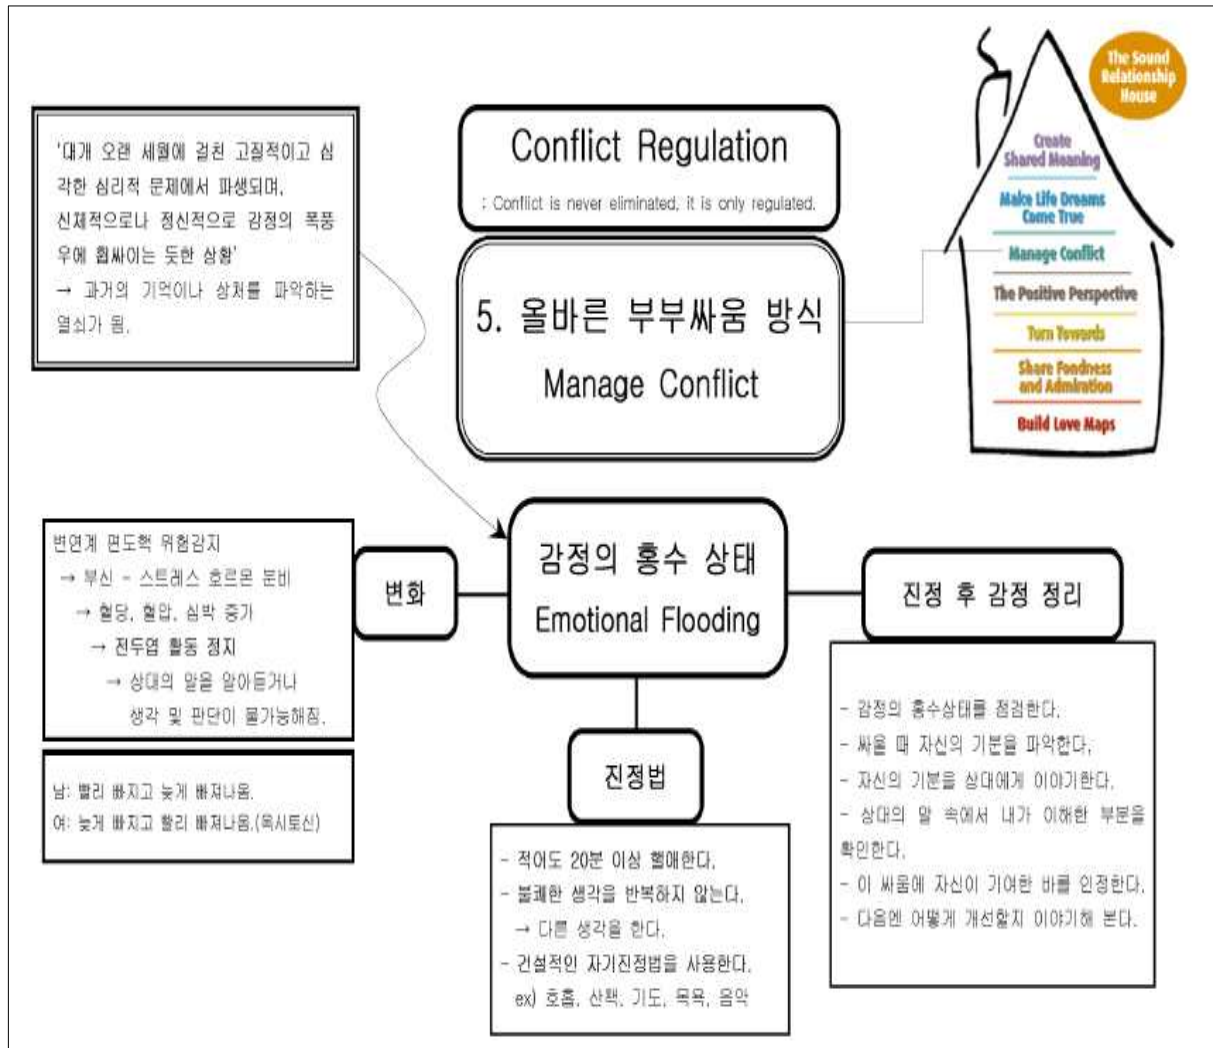 The Sound
Relationship
House
Create
Shared Meaning
Make Life Dreams
Come True
Manage Conflict
The Positive Perspective
Turn Towards
Share Fondness
and Admiration
Build Love Maps
Conflict Regulation
: Conflict is never eliminated, it is only regulated.
5. 올바른 부부싸움 방식
Manage Conflict
'대개 오랜 세월에 걸친 고질적이고 심
각한 심리적 문제에서 파생되며,
신체적으로나 정신적으로 감정의 폭풍
우에 휩싸이는 듯한 상황'
→ 과거의 기억이나 상처를 파악하는
열쇠가 됨.
감정의 홍수 상태
Emotional Flooding
변화
변연계 편도핵 위험감지
→ 부신 - 스트레스 호르몬 분비
→ 혈당, 혈압, 심박 증가
→ 전두엽 활동 정지
→ 상대의 말을 알아듣거나
생각 및 판단이 불가능해짐.
남: 빨리 빠지고 늦게 빠져나옴.
여: 늦게 빠지고 빨리 빠져나옴.(옥시토신)
진정법
- 적어도 20분 이상 할애한다.
- 불쾌한 생각을 반복하지 않는다.
→ 다른 생각을 한다.
- 건설적인 자기진정법을 사용한다.
ex) 호흡, 산책, 기도, 목욕, 음악
진정 후 감정 정리
- 감정의 홍수상태를 점검한다.
- 싸울 때 자신의 기분을 파악한다.
- 자신의 기분을 상대에게 이야기한다.
- 상대의 말 속에서 내가 이해한 부분을
확인한다.
- 이 싸움에 자신이 기여한 바를 인정한다.
- 다음엔 어떻게 개선할지 이야기해 본다.